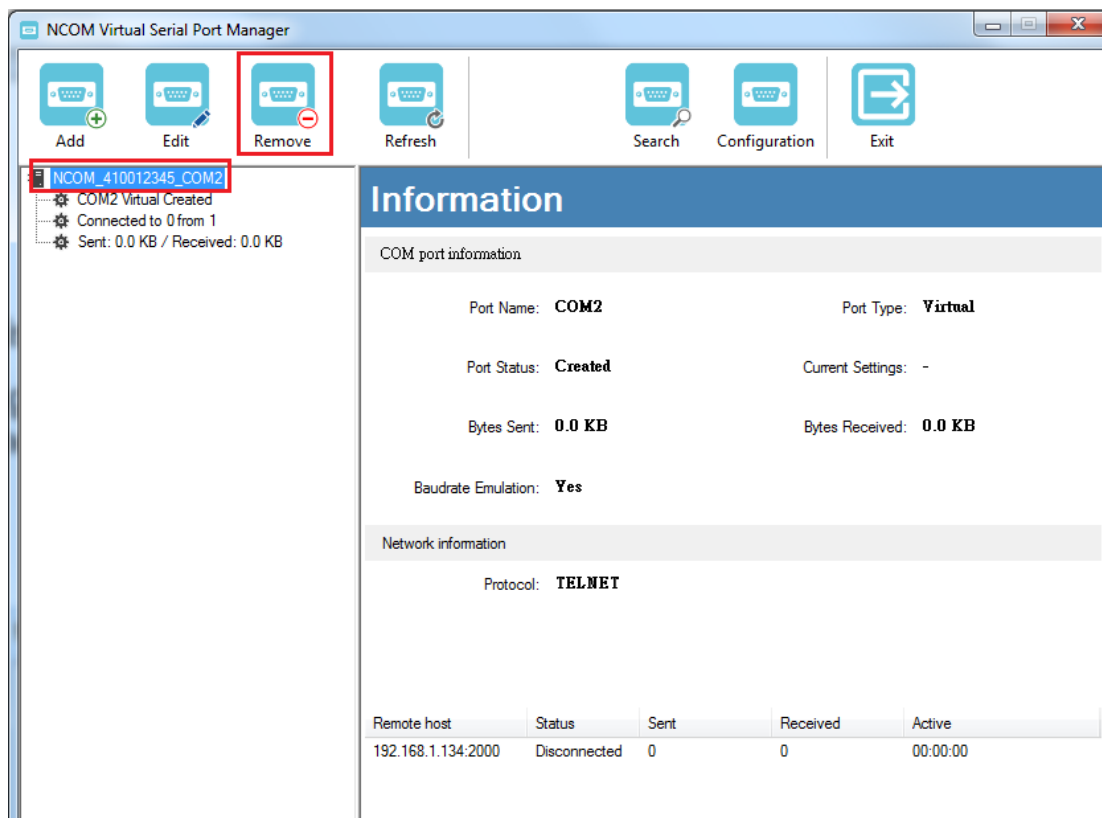 NCOM Virtual Serial Port Manager
Add Edit Remove Refresh Search Configuration Exit
NCOM_410012345_COM2
COM2 Virtual Created
Connected to 0 from 1
Sent: 0.0 KB / Received: 0.0 KB
Information
COM port information
Port Name: COM2 Port Type: Virtual
Port Status: Created Current Settings: -
Bytes Sent: 0.0 KB Bytes Received: 0.0 KB
Baudrate Emulation: Yes
Network information
Protocol: TELNET
Remote host Status Sent Received Active
192.168.1.134:2000 Disconnected 0 0 00:00:00